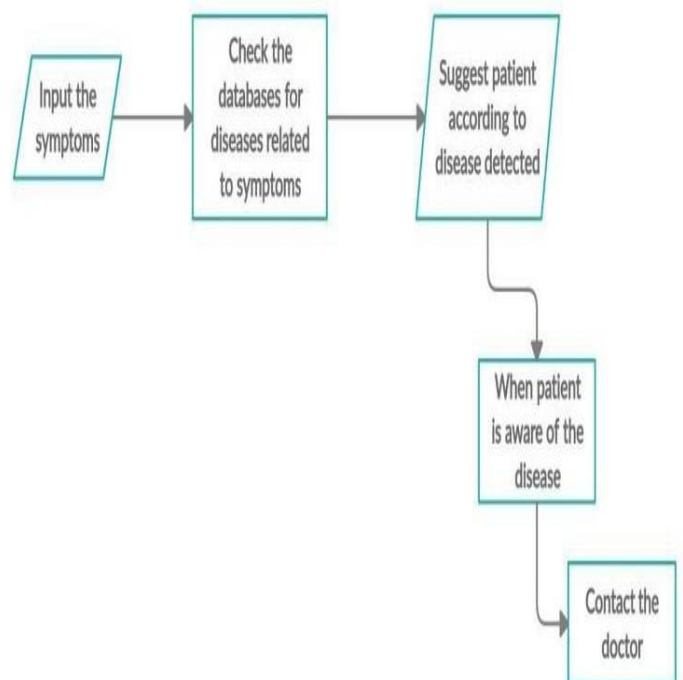 Input the
symptoms
Check the
databases for
diseases related
to symptoms
Suggest patient
according to
disease detected
When patient
is aware of the
disease
Contact the
doctor